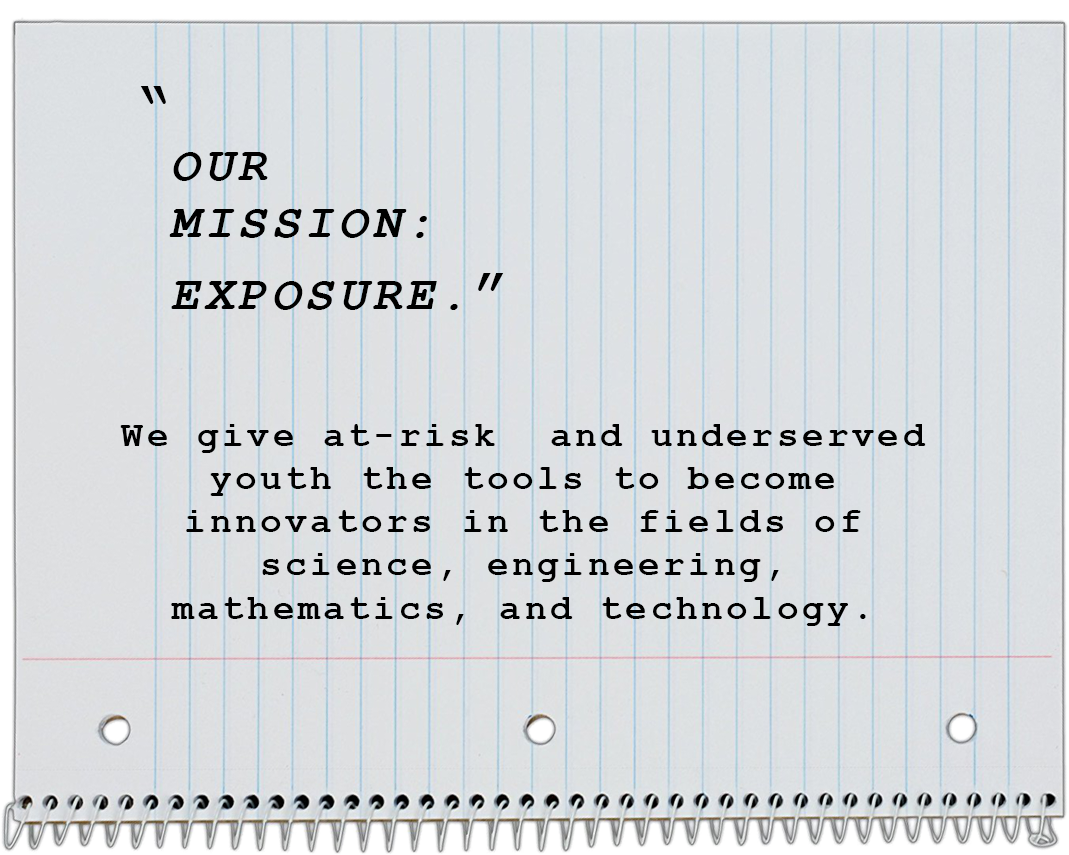 “
OUR
MISSION:
EXPOSURE.”
We give at-risk  and underserved
youth the tools to become
innovators in the fields of
science, engineering,
mathematics, and technology.